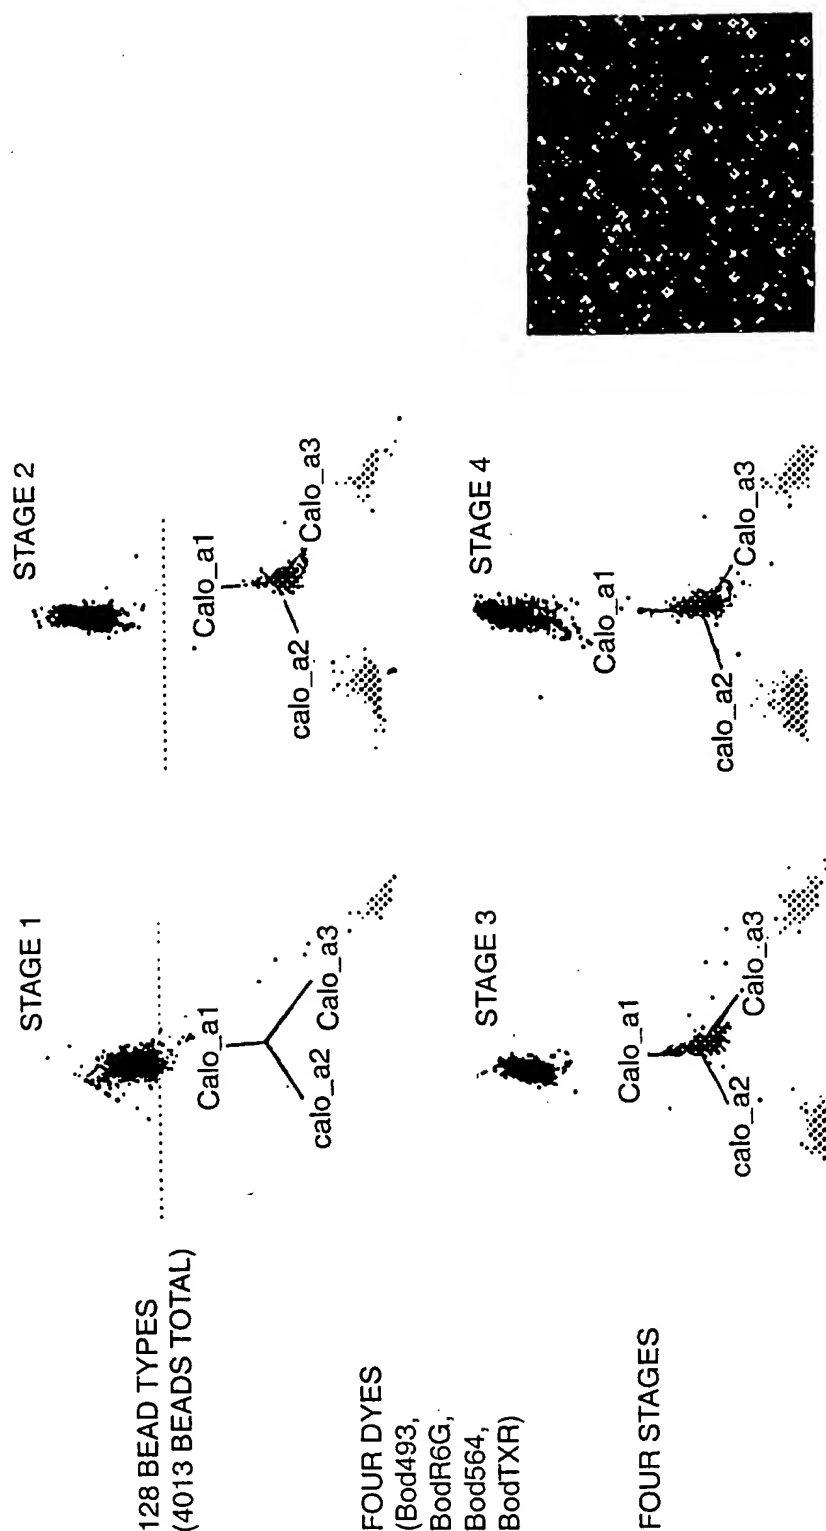 128 BEAD TYPES
(4013 BEADS TOTAL)
FOUR DYES
(Bod493,
BodR6G,
Bod564,
BodTXR)
FOUR STAGES
STAGE 1
Calo_a1
calo_a2
Calo_a3
STAGE 2
Calo_a1
calo_a2
Calo_a3
STAGE 3
Calo_a1
calo_a2
Calo_a3
STAGE 4
Calo_a1
calo_a2
Calo_a3